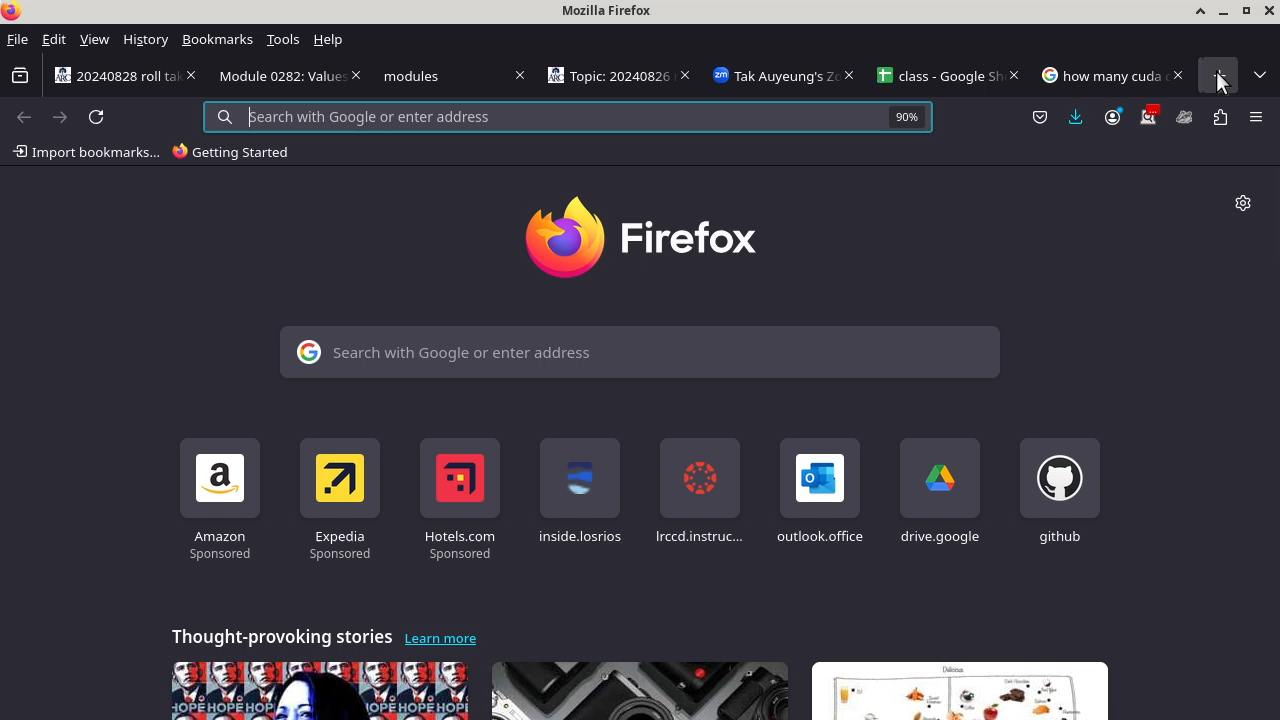 Mozilla Firefox
File Edit View History Bookmarks Tools Help
20240828 roll tak
Module 0282: Values
modules
Topic: 20240826
Tak Auyeung's Zo
class - Google Sh
how many cuda c
Search with Google or enter address 90%
Import bookmarks... Getting Started
Firefox
Search with Google or enter address
Amazon Expedia Hotels.com inside.losrios lrccd.instruc... outlook.office drive.google github
Sponsored Sponsored Sponsored
Thought-provoking stories Learn more
HOPE HOPE HOPE HOPE HOPE
Delicious